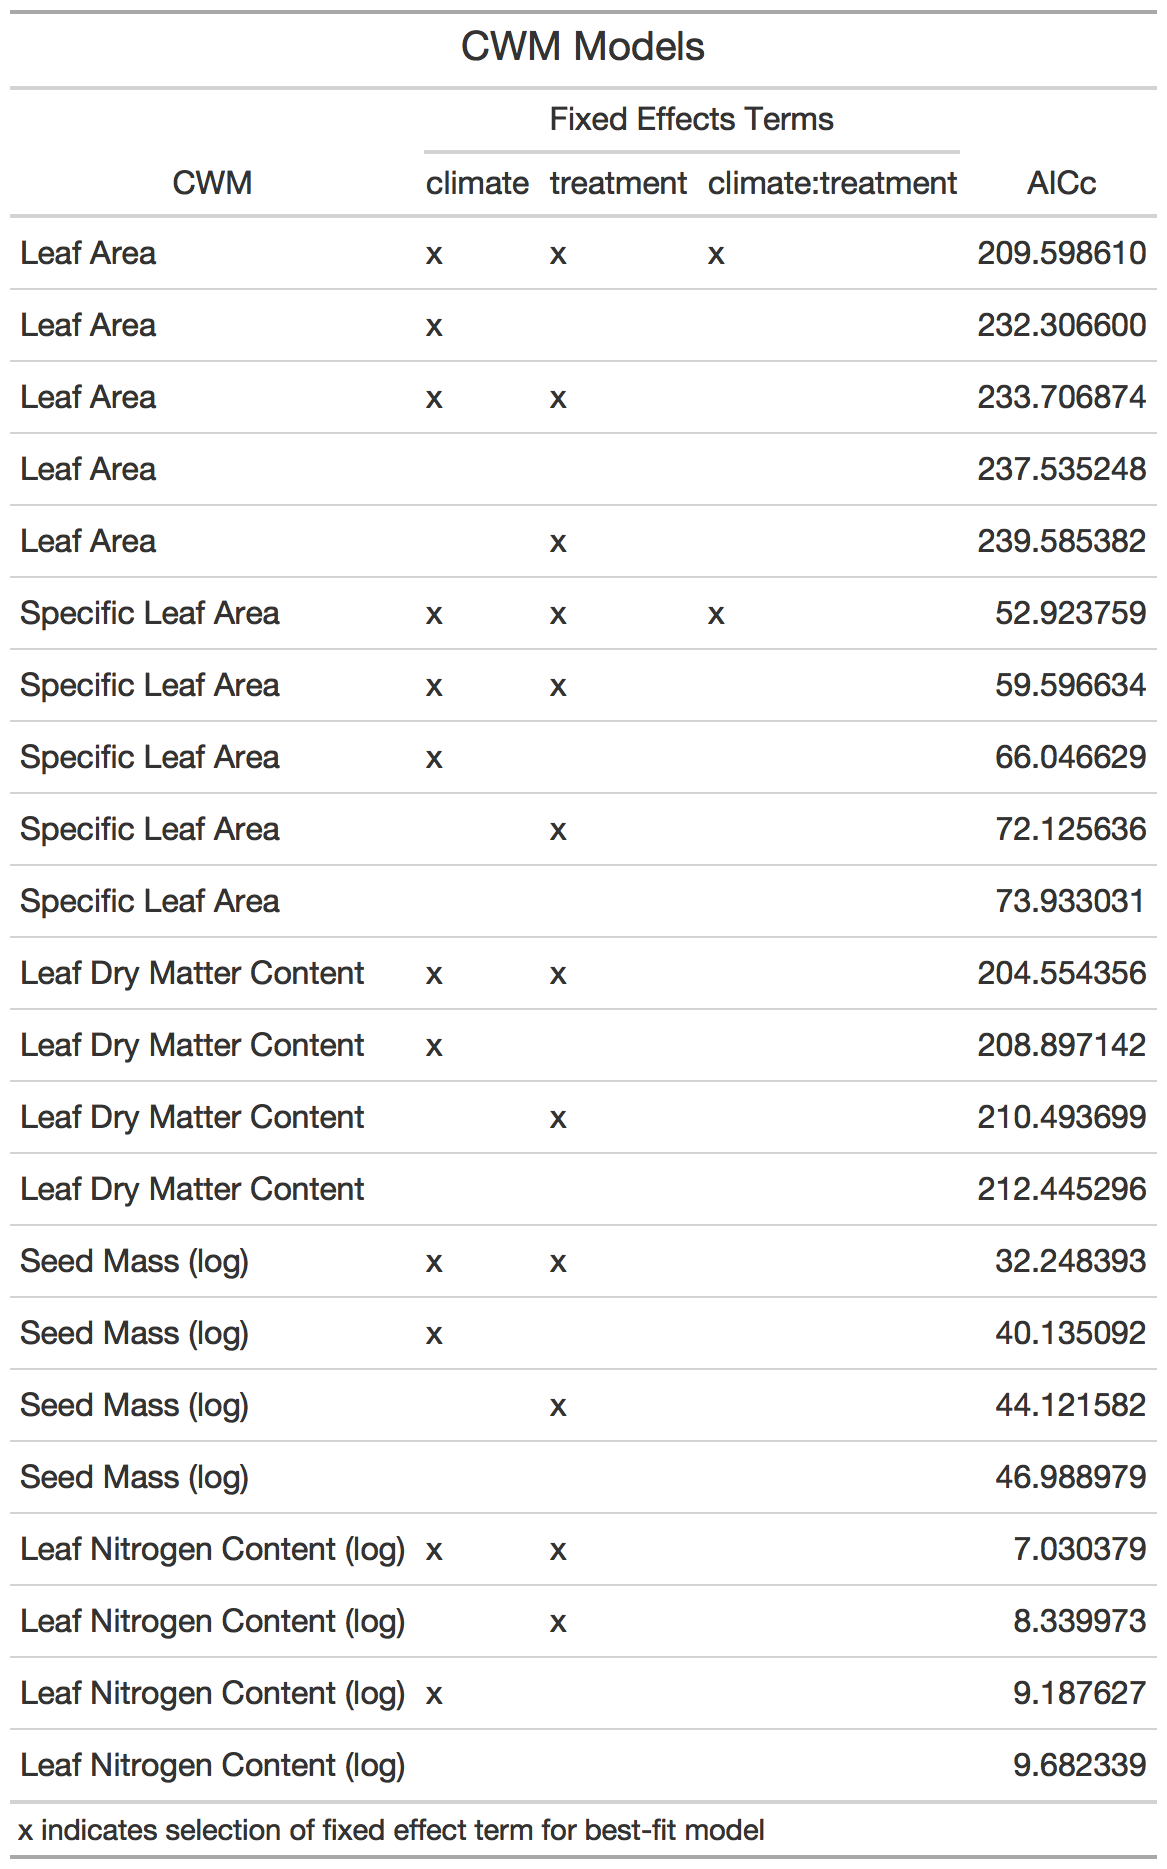 CWM Models
Fixed Effects Terms
CWM climate treatment climate:treatment AICc
Leaf Area x x x 209.598610
Leaf Area x 232.306600
Leaf Area x x 233.706874
Leaf Area 237.535248
Leaf Area x 239.585382
Specific Leaf Area x x x 52.923759
Specific Leaf Area x x 59.596634
Specific Leaf Area x 66.046629
Specific Leaf Area x 72.125636
Specific Leaf Area 73.933031
Leaf Dry Matter Content x x 204.554356
Leaf Dry Matter Content x 208.897142
Leaf Dry Matter Content x 210.493699
Leaf Dry Matter Content 212.445296
Seed Mass (log) x x 32.248393
Seed Mass (log) x 40.135092
Seed Mass (log) x 44.121582
Seed Mass (log) 46.988979
Leaf Nitrogen Content (log) x x 7.030379
Leaf Nitrogen Content (log) x 8.339973
Leaf Nitrogen Content (log) x 9.187627
Leaf Nitrogen Content (log) 9.682339
x indicates selection of fixed effect term for best-fit model